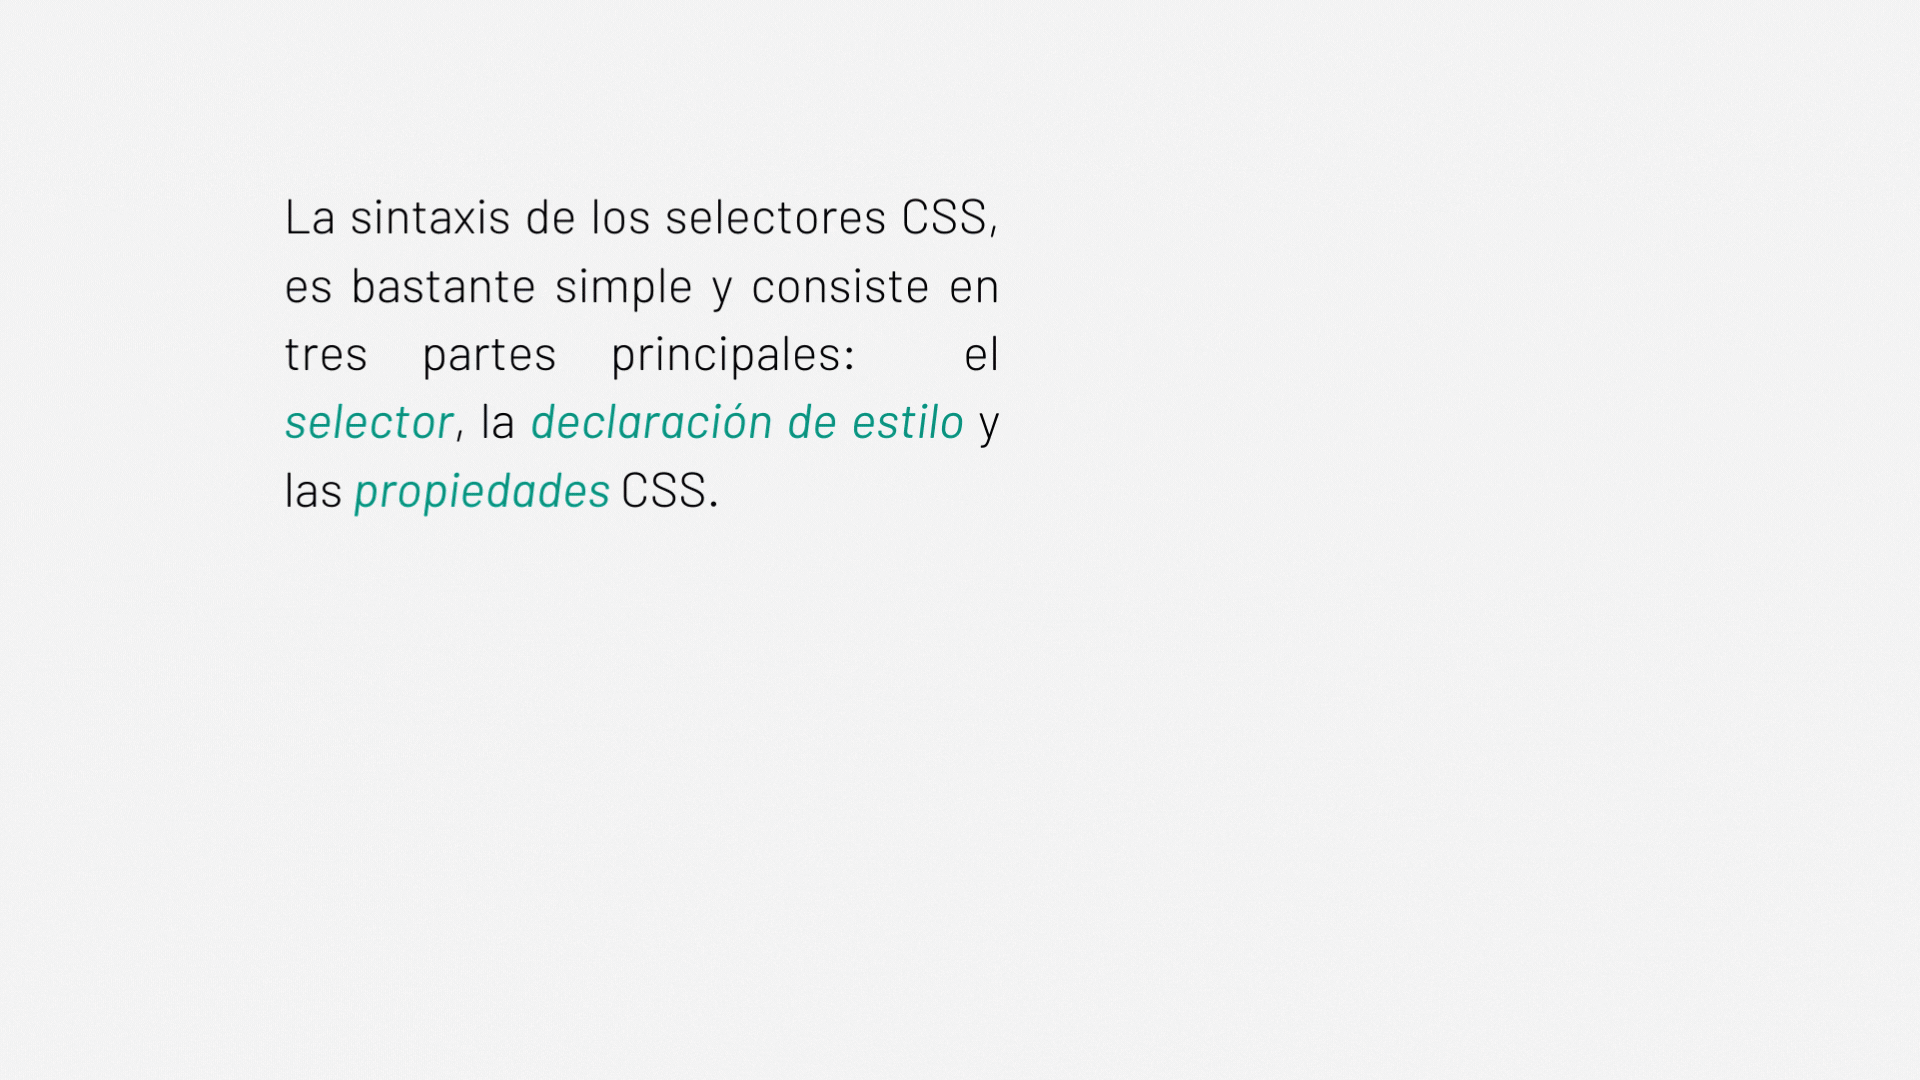 La sintaxis de los selectores CSS,
es bastante simple y consiste en
tres partes principales: el
selector, la declaración de estilo y
las propiedades CSS.